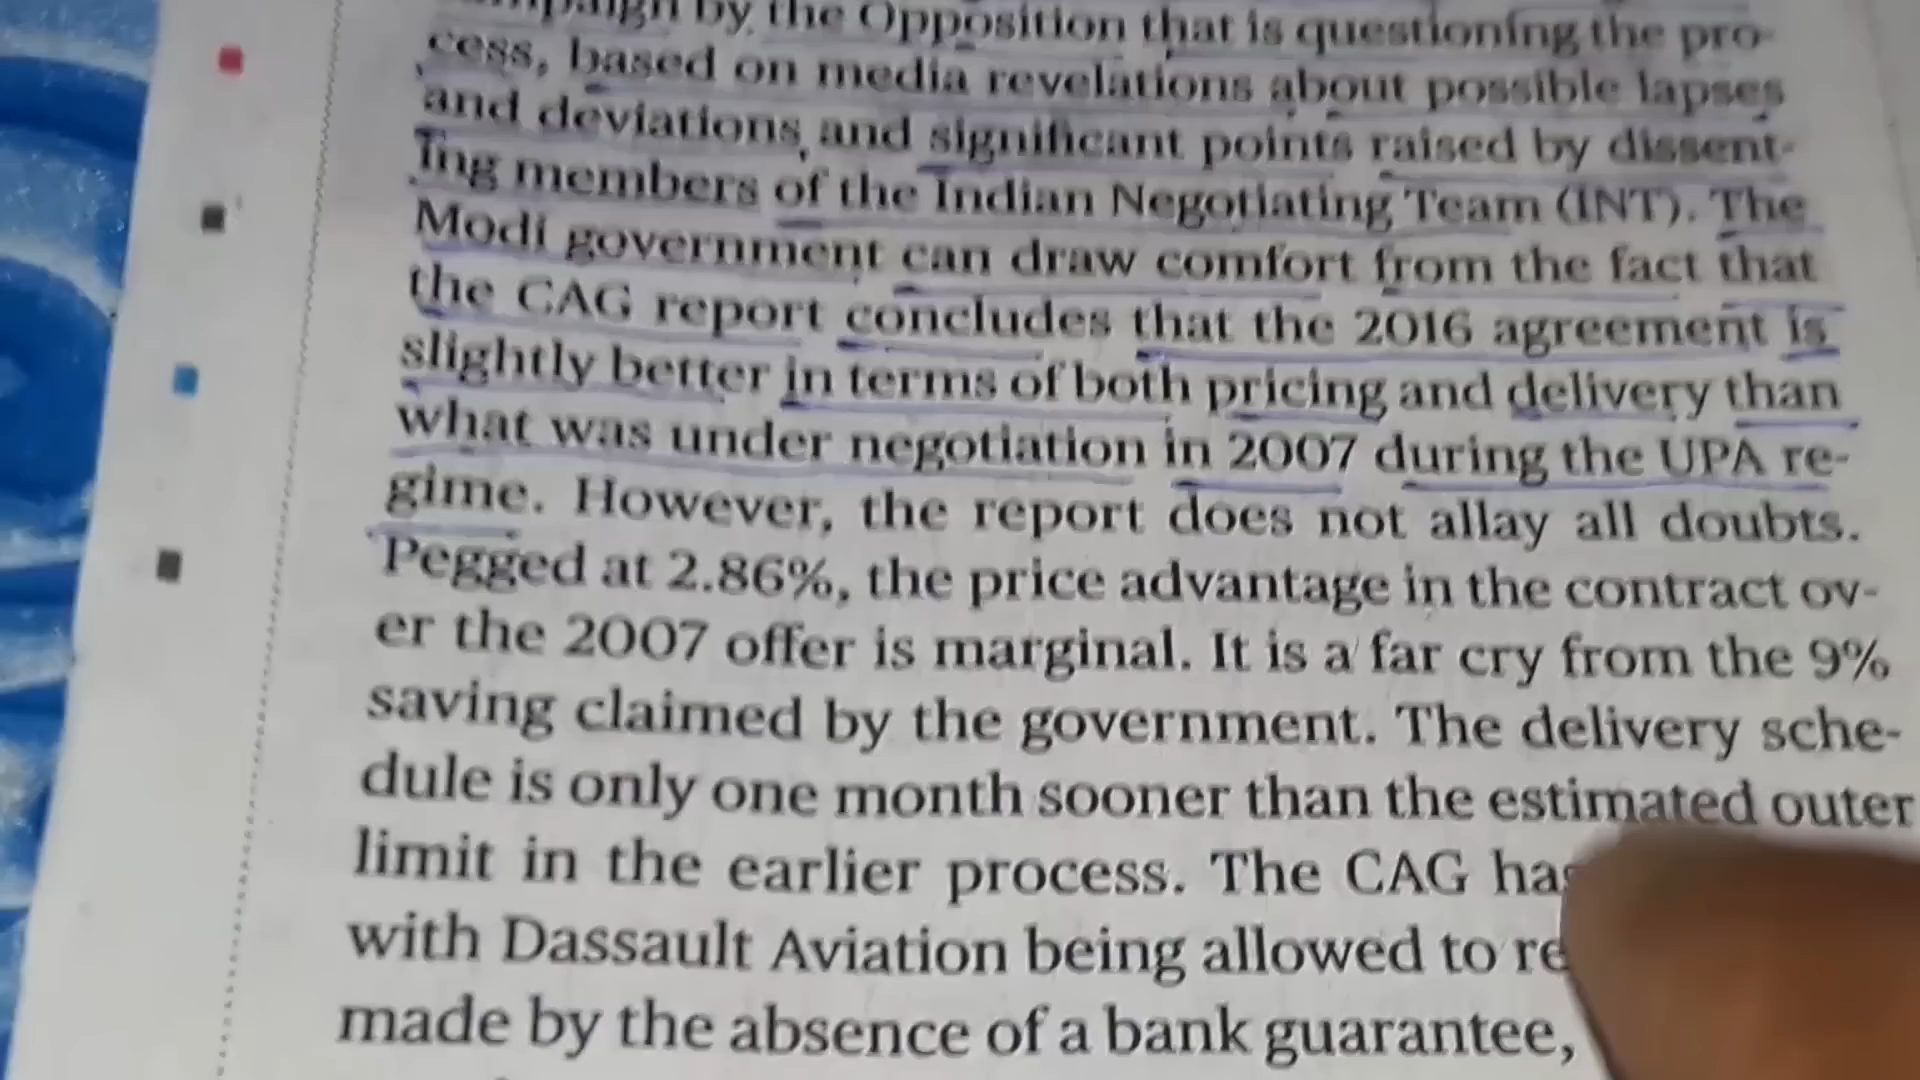 campaign by the Opposition that is questioning the pro-
cess, based on media revelations about possible lapses
and deviations, and significant points raised by dissent-
ing members of the Indian Negotiating Team (INT). The
Modi government can draw comfort from the fact that
the CAG report concludes that the 2016 agreement is
slightly better in terms of both pricing and delivery than
what was under negotiation in 2007 during the UPA re-
gime. However, the report does not allay all doubts.
Pegged at 2.86%, the price advantage in the contract ov-
er the 2007 offer is marginal. It is a far cry from the 9%
saving claimed by the government. The delivery sche-
dule is only one month sooner than the estimated outer
limit in the earlier process. The CAG has
with Dassault Aviation being allowed to re
made by the absence of a bank guarantee,